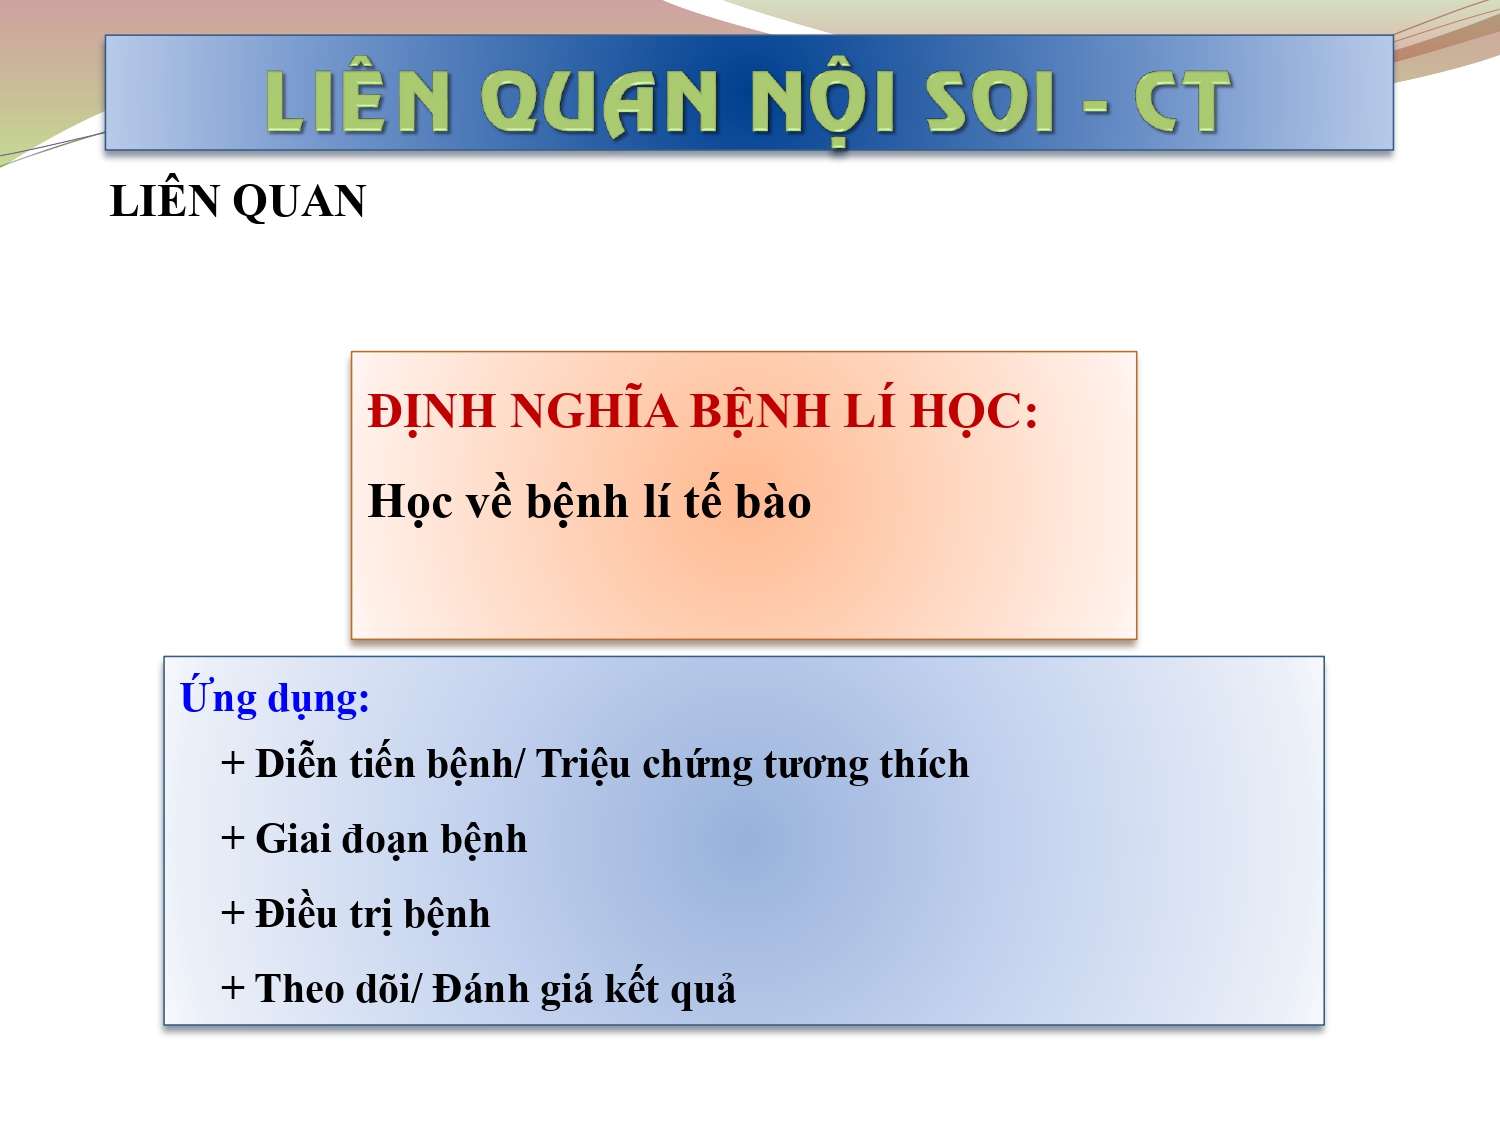 LIÊN QUAN NỘI SOI - CT
LIÊN QUAN
ĐỊNH NGHĨA BỆNH LÍ HỌC:
Học về bệnh lí tế bào
Ứng dụng:
+ Diễn tiến bệnh/ Triệu chứng tương thích
+ Giai đoạn bệnh
+ Điều trị bệnh
+ Theo dõi/ Đánh giá kết quả